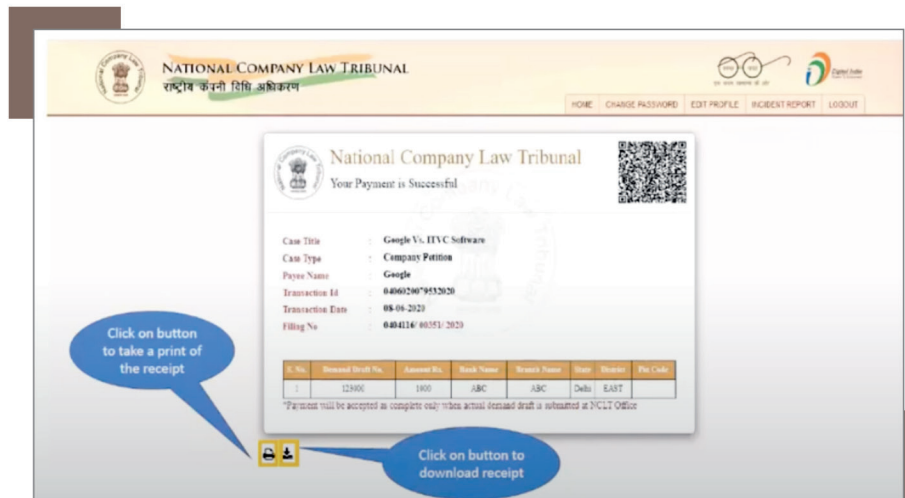 NATIONAL COMPANY LAW TRIBUNAL
राष्ट्रीय कंपनी विधि अधिकरण
Digital India
HOME CHANGE PASSWORD EDIT PROFILE INCIDENT REPORT LOGOUT
National Company Law Tribunal
Your Payment is Successful
Case Title : Google Vs. ITVC Software
Case Type : Company Petition
Payee Name : Google
Transaction Id : 0406020079532020
Transaction Date : 08-06-2020
Filling No : 0404116/ 00351/ 2020
S. No. Demand Draft No. Amount Rs. Bank Name Branch Name State District Pin Code
1 1800 ABC ABC Delhi EAST
*Payment will be accepted as complete only when actual demand draft is submitted at NCLT Office
Click on button
to take a print of
the receipt
Click on button to
download receipt